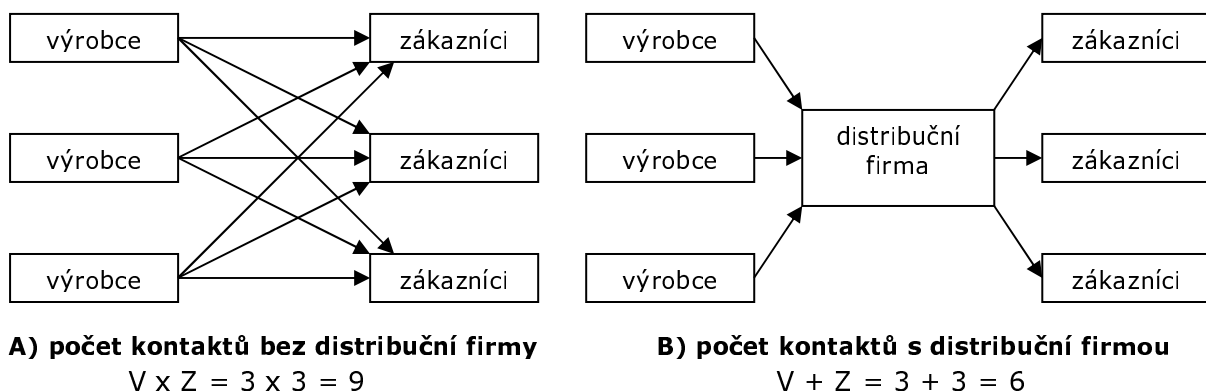 výrobce
zákazníci
výrobce
zákazníci
výrobce
zákazníci
A) počet kontaktů bez distribuční firmy
V x Z = 3 x 3 = 9
výrobce
zákazníci
výrobce
distribuční
firma
zákazníci
výrobce
zákazníci
B) počet kontaktů s distribuční firmou
V + Z = 3 + 3 = 6